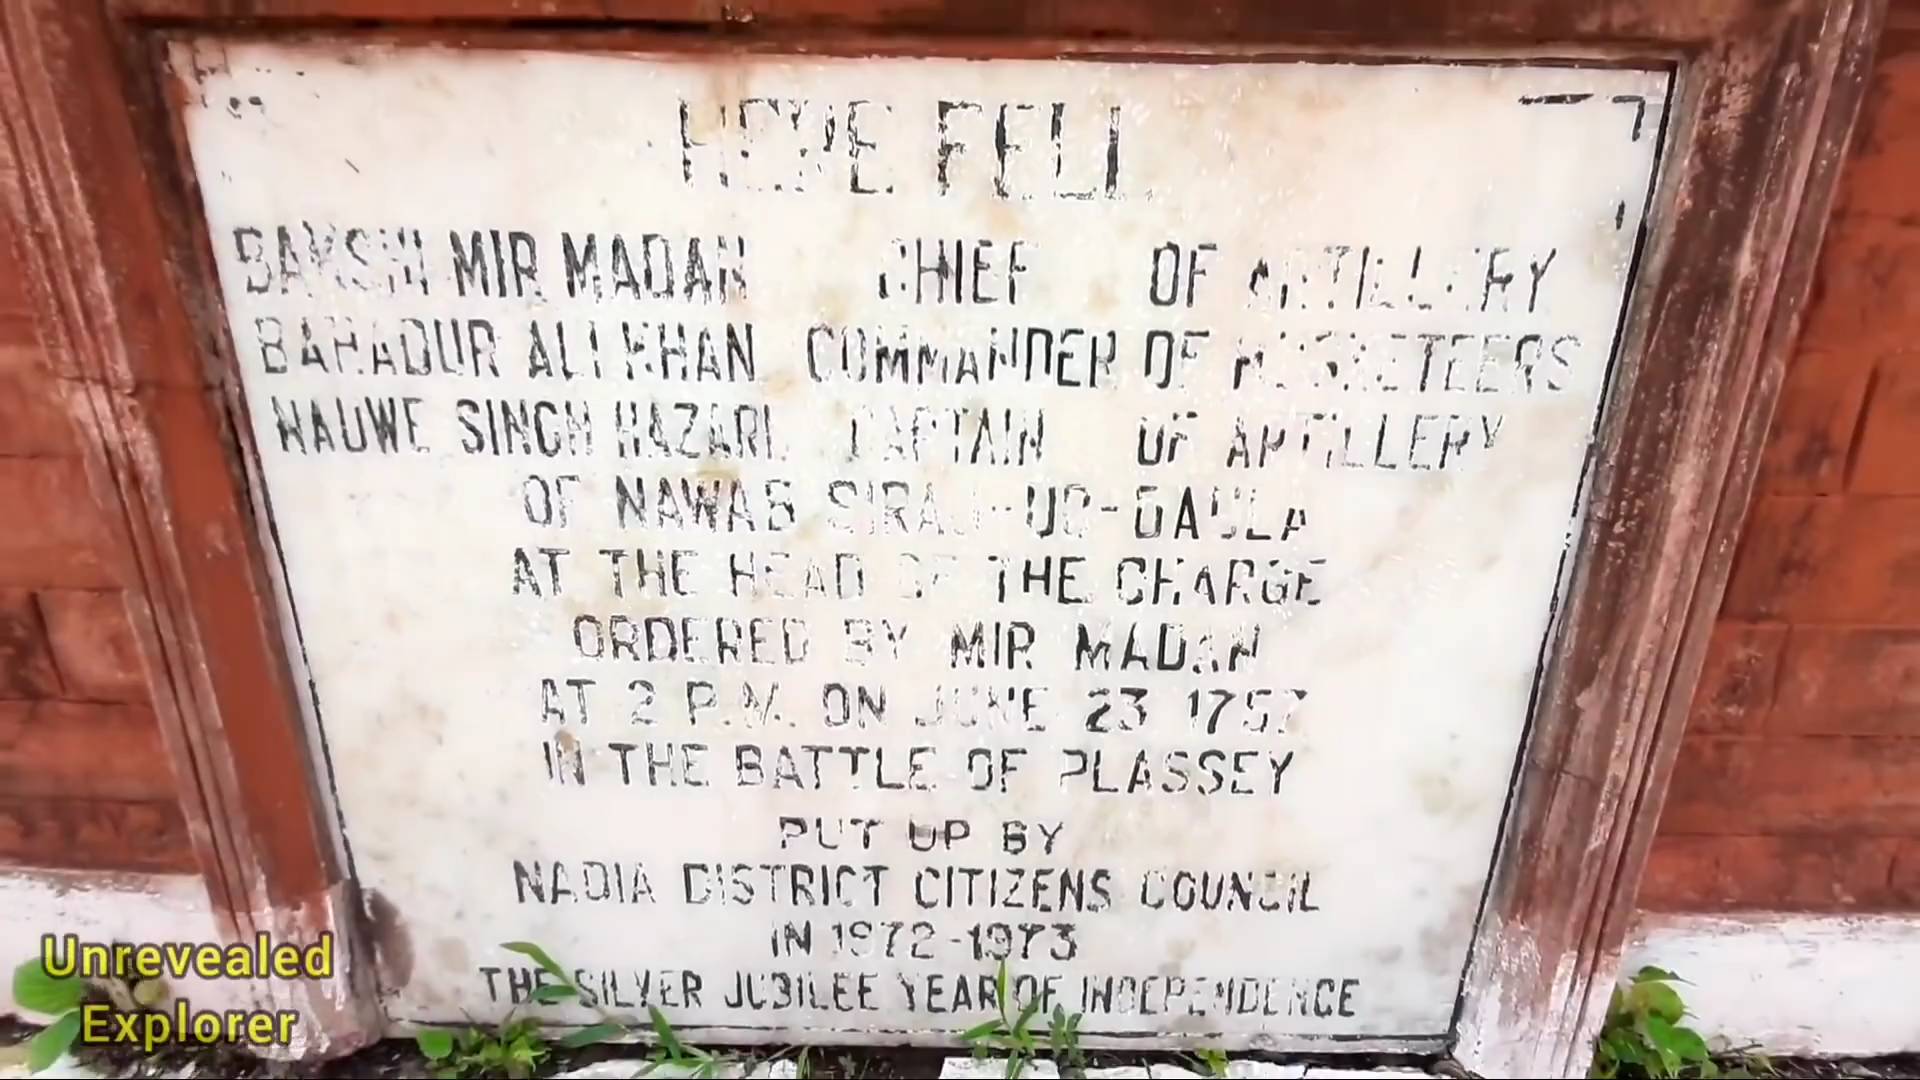 HERE FELL
BAKSHI MIR MADAN CHIEF OF ARTILLERY
BAHADUR ALI KHAN COMMANDER OF MUSKETEERS
NAUWE SINGH HAZARI CAPTAIN OF ARTILLERY
OF NAWAB SIRAJ-UD-DAULA
AT THE HEAD OF THE CHARGE
ORDERED BY MIR MADAN
AT 2 P.M. ON JUNE 23 1757
IN THE BATTLE OF PLASSEY
PUT UP BY
NADIA DISTRICT CITIZENS COUNCIL
IN 1972-1973
THE SILVER JUBILEE YEAR OF INDEPENDENCE
Unrevealed
Explorer